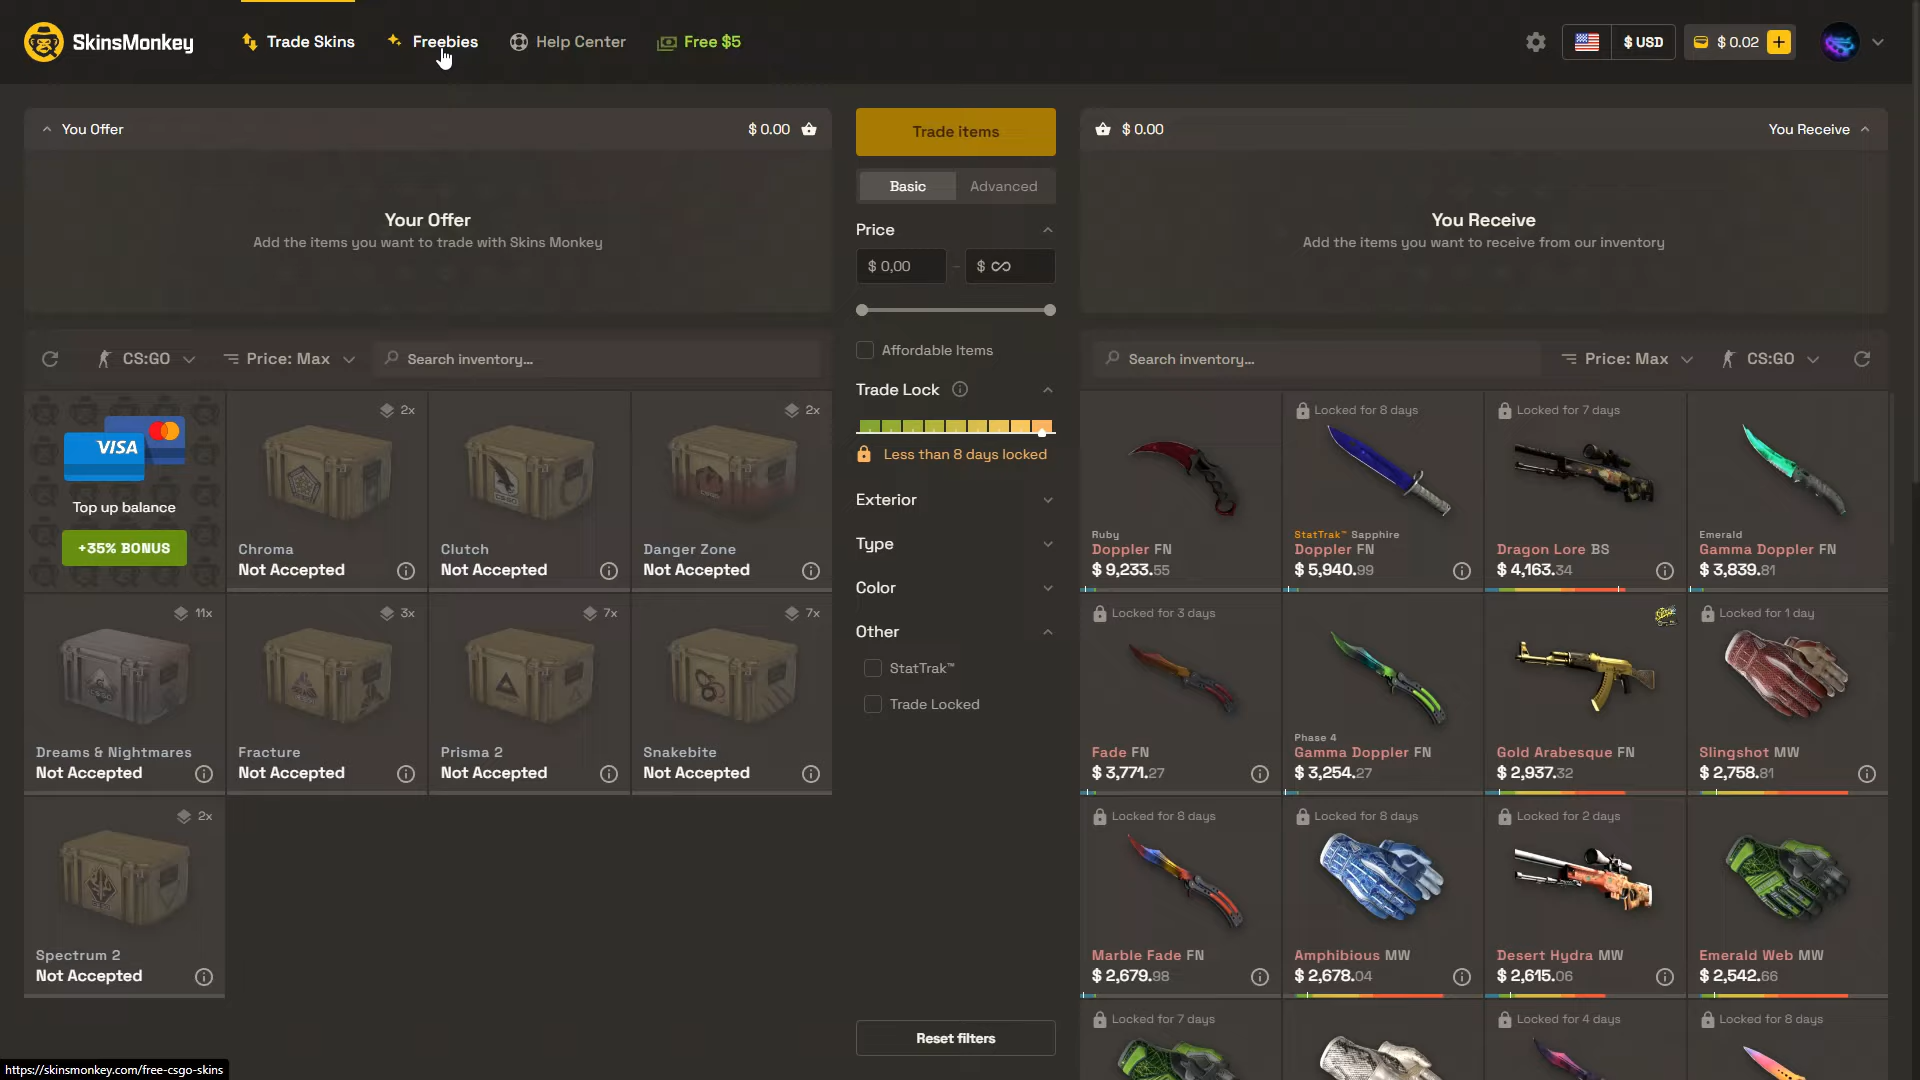 SkinsMonkey
Trade Skins
Freebies
Help Center
Free $5
$ USD
$ 0.02
You Offer
$ 0.00
Your Offer
Add the items you want to trade with Skins Monkey
Trade items
Basic
Advanced
Price
$ 0,00
-
$ ∞
Affordable Items
Trade Lock
Less than 8 days locked
Exterior
Type
Color
Other
StatTrak™
Trade Locked
Reset filters
$ 0.00
You Receive
You Receive
Add the items you want to receive from our inventory
CS:GO
Price: Max
Search inventory...
VISA
Top up balance
+35% BONUS
2x
Chroma
Not Accepted
Clutch
Not Accepted
2x
Danger Zone
Not Accepted
11x
Dreams & Nightmares
Not Accepted
3x
Fracture
Not Accepted
7x
Prisma 2
Not Accepted
7x
Snakebite
Not Accepted
2x
Spectrum 2
Not Accepted
Search inventory...
Price: Max
CS:GO
Ruby
Doppler FN
$ 9,233.55
Locked for 8 days
StatTrak™ Sapphire
Doppler FN
$ 5,940.99
Locked for 7 days
Dragon Lore BS
$ 4,163.34
Emerald
Gamma Doppler FN
$ 3,839.81
Locked for 3 days
Fade FN
$ 3,771.27
Phase 4
Gamma Doppler FN
$ 3,254.27
Gold Arabesque FN
$ 2,937.32
Locked for 1 day
Slingshot MW
$ 2,758.81
Locked for 8 days
Marble Fade FN
$ 2,679.98
Locked for 8 days
Amphibious MW
$ 2,678.04
Locked for 2 days
Desert Hydra MW
$ 2,615.06
Emerald Web MW
$ 2,542.66
Locked for 7 days
Locked for 4 days
Locked for 8 days
https://skinsmonkey.com/free-csgo-skins